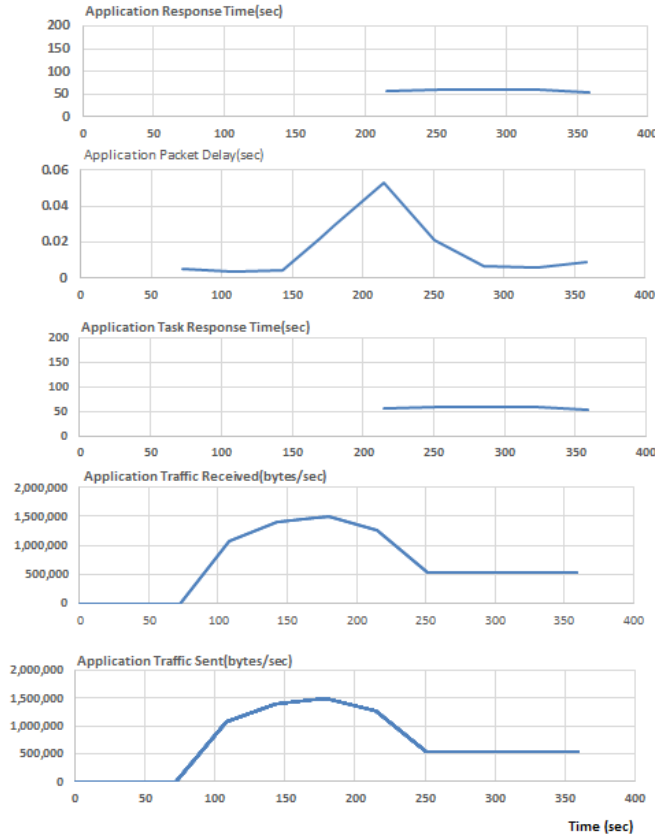 Application Response Time(sec)
200
150
100
50
0
0 50 100 150 200 250 300 350 400
Application Packet Delay(sec)
0.06
0.04
0.02
0
0 50 100 150 200 250 300 350 400
Application Task Response Time(sec)
200
150
100
50
0
0 50 100 150 200 250 300 350 400
Application Traffic Received(bytes/sec)
2,000,000
1,500,000
1,000,000
500,000
0
0 50 100 150 200 250 300 350 400
Application Traffic Sent(bytes/sec)
2,000,000
1,500,000
1,000,000
500,000
0
0 50 100 150 200 250 300 350 400
Time (sec)